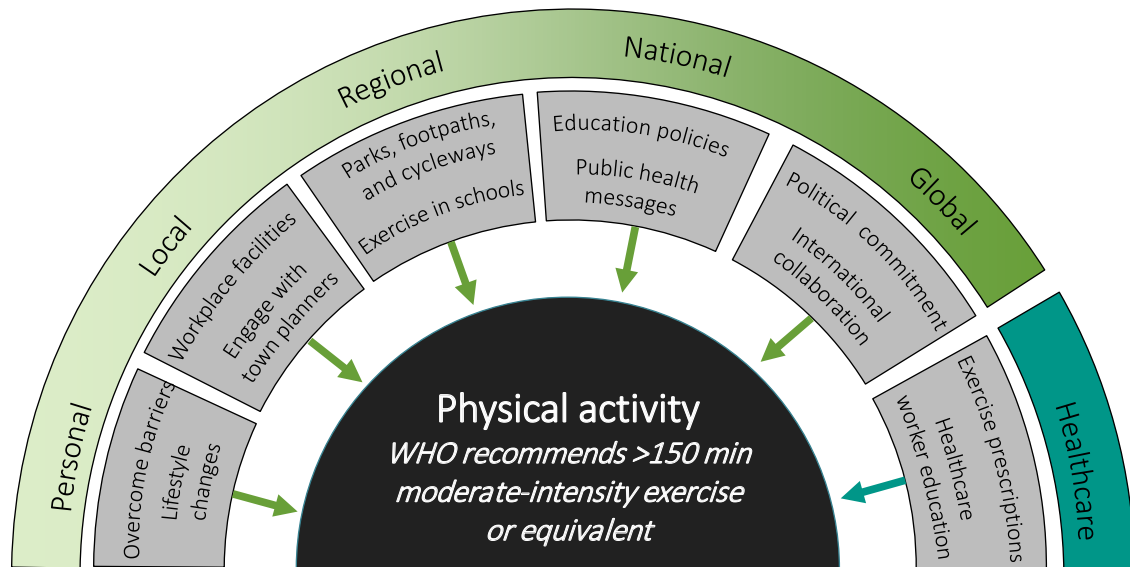 Personal
Local
Regional
National
Global
Healthcare
Overcome barriers
Lifestyle
changes
Workplace facilities
Engage with
town planners
Parks, footpaths,
and cycleways
Exercise in schools
Education policies
Public health
messages
Political commitment
International
collaboration
Exercise prescriptions
Healthcare
worker education
Physical activity
WHO recommends >150 min
moderate-intensity exercise
or equivalent